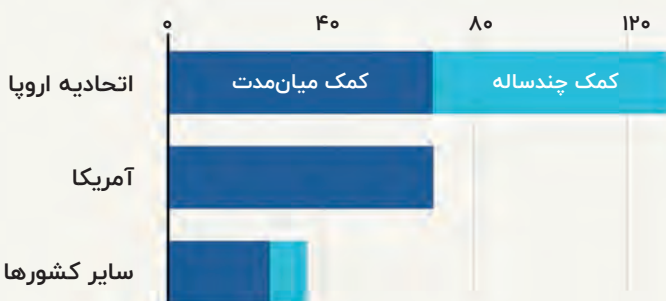 ۰ ۴۰ ۸۰ ۱۲۰
اتحادیه اروپا
کمک میان‌مدت
کمک چندساله
آمریکا
سایر کشورها